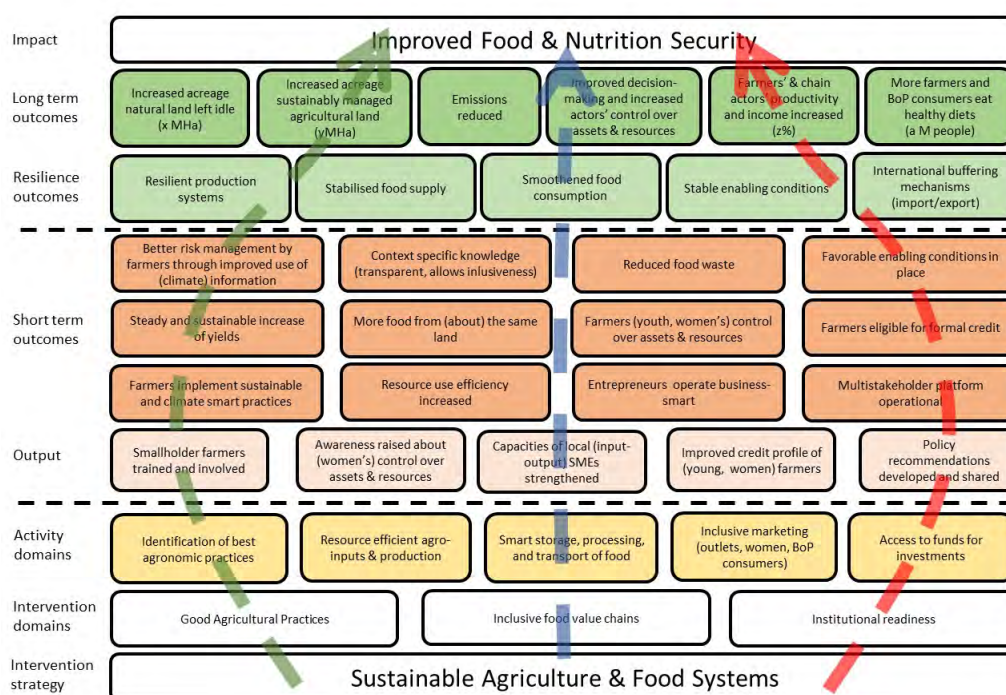 Impact
Improved Food & Nutrition Security
Long term
outcomes
Increased acreage
natural land left idle
(x MHa)
Increased acreage
sustainably managed
agricultural land
(yMHa)
Emissions
reduced
Improved decision-
making and increased
actors' control over
assets & resources
Farmers' & chain
actors' productivity
and income increased
(z%)
More farmers and
BoP consumers eat
healthy diets
(a M people)
Resilience
outcomes
Resilient production
systems
Stabilised food supply
Smoothened food
consumption
Stable enabling conditions
International buffering
mechanisms
(import/export)
Short term
outcomes
Better risk management by
farmers through improved use of
(climate) information
Context specific knowledge
(transparent, allows inlusiveness)
Reduced food waste
Favorable enabling conditions in
place
Steady and sustainable increase
of yields
More food from (about) the same
land
Farmers (youth, women's) control
over assets & resources
Farmers eligible for formal credit
Farmers implement sustainable
and climate smart practices
Resource use efficiency
increased
Entrepreneurs operate business-
smart
Multistakeholder platform
operational
Output
Smallholder farmers
trained and involved
Awareness raised about
(women's) control over
assets & resources
Capacities of local (input-
output) SMEs
strengthened
Improved credit profile of
(young, women) farmers
Policy
recommendations
developed and shared
Activity
domains
Identification of best
agronomic practices
Resource efficient agro-
inputs & production
Smart storage, processing,
and transport of food
Inclusive marketing
(outlets, women, BoP
consumers)
Access to funds for
investments
Intervention
domains
Good Agricultural Practices
Inclusive food value chains
Institutional readiness
Intervention
strategy
Sustainable Agriculture & Food Systems